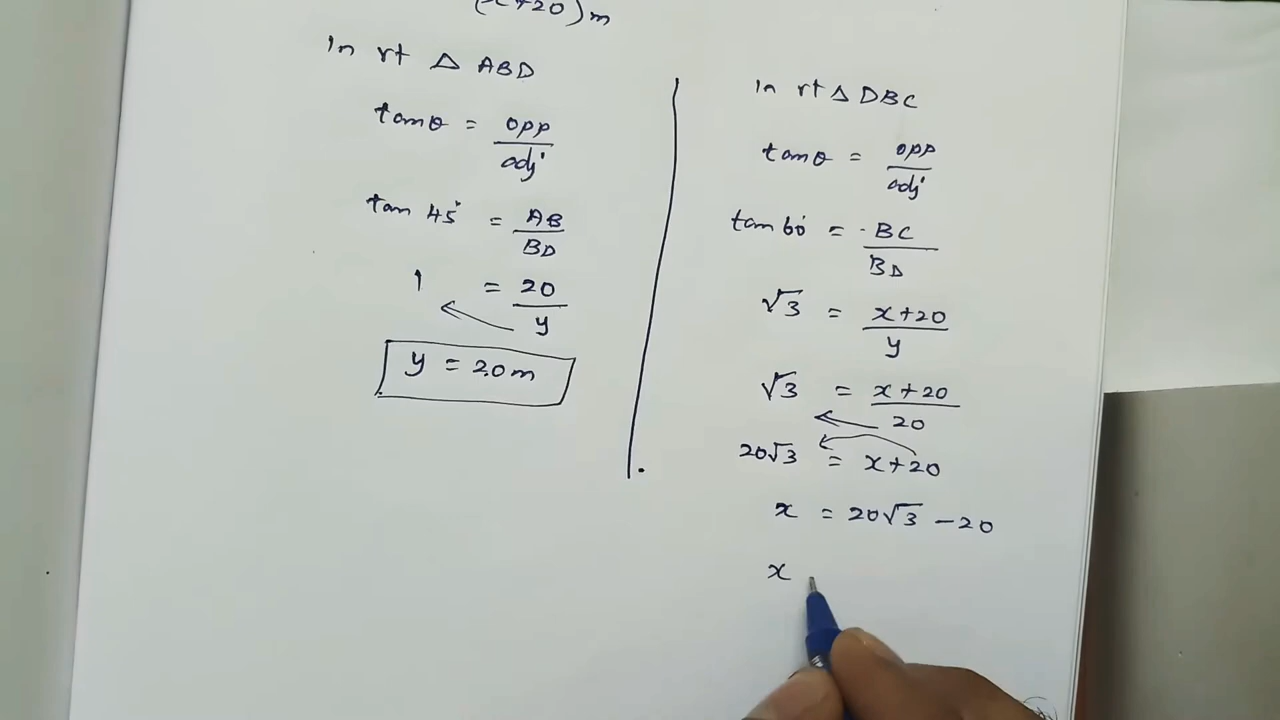 (x+20)m
In rt △ ABD
tanθ = opp/adj
tan 45° = AB/BD
1 = 20/y
y = 20m
In rt △ DBC
tanθ = opp/adj
tan 60° = BC/BD
√3 = x+20/y
√3 = x+20/20
20√3 = x+20
x = 20√3 - 20
x